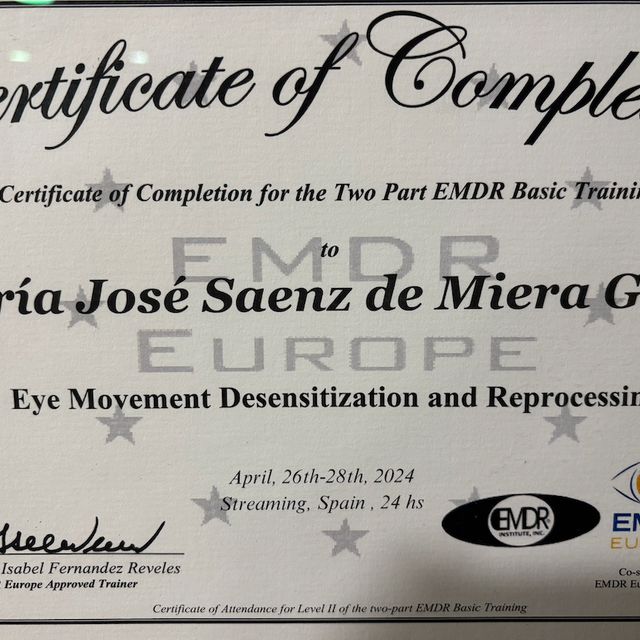 ertificate of Comple
Certificate of Completion for the Two Part EMDR Basic Trainin
to
EMDR
EUROPE
ría José Saenz de Miera G
Eye Movement Desensitization and Reprocessin
April, 26th-28th, 2024
Streaming, Spain , 24 hs
EMDR
INSTITUTE, INC.
EM
EU
Isabel Fernandez Reveles
Europe Approved Trainer
Co-s
EMDR Eu
Certificate of Attendance for Level II of the two-part EMDR Basic Training